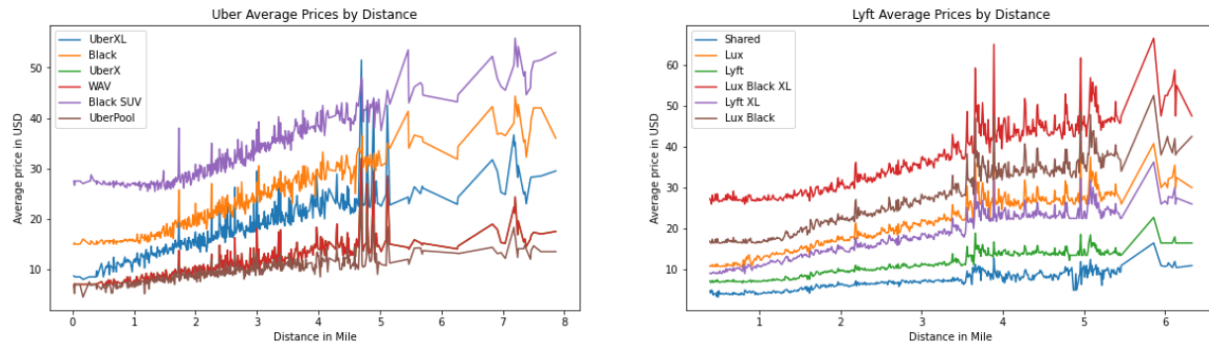 Uber Average Prices by Distance
UberXL
Black
UberX
WAV
Black SUV
UberPool
50
40
30
20
10
Average price in USD
0 1 2 3 4 5 6 7 8
Distance in Mile
Lyft Average Prices by Distance
Shared
Lux
Lyft
Lux Black XL
Lyft XL
Lux Black
60
50
40
30
20
10
Average price in USD
1 2 3 4 5 6
Distance in Mile